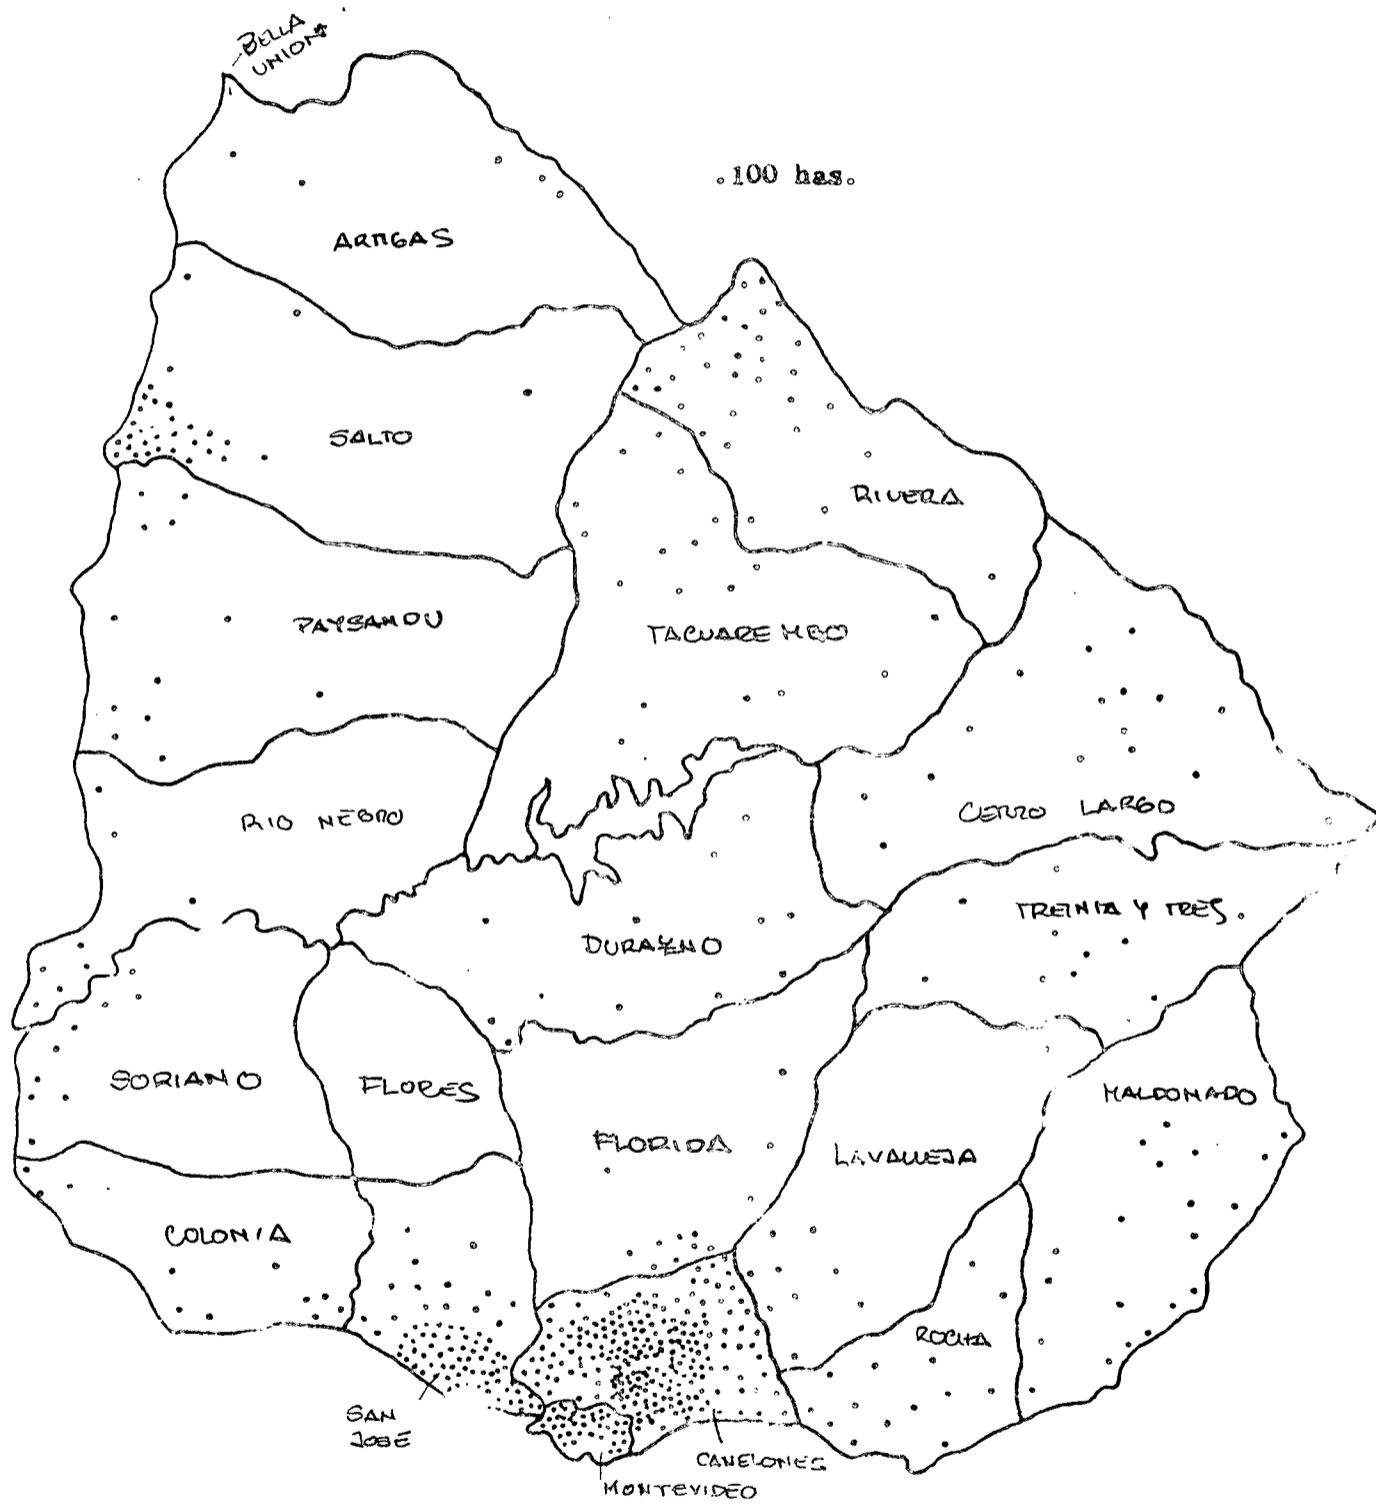 BELLA
UNION
.100 has.
ARTIGAS
SALTO
RIVERA
PAYSANDU
TACUAREMBO
RIO NEGRO
CERRO LARGO
TREINTA Y TRES.
DURAZNO
SORIANO
FLORES
MALDONADO
FLORIDA
LAVALLEJA
COLONIA
ROCHA
SAN
JOSÉ
CANELONES
MONTEVIDEO